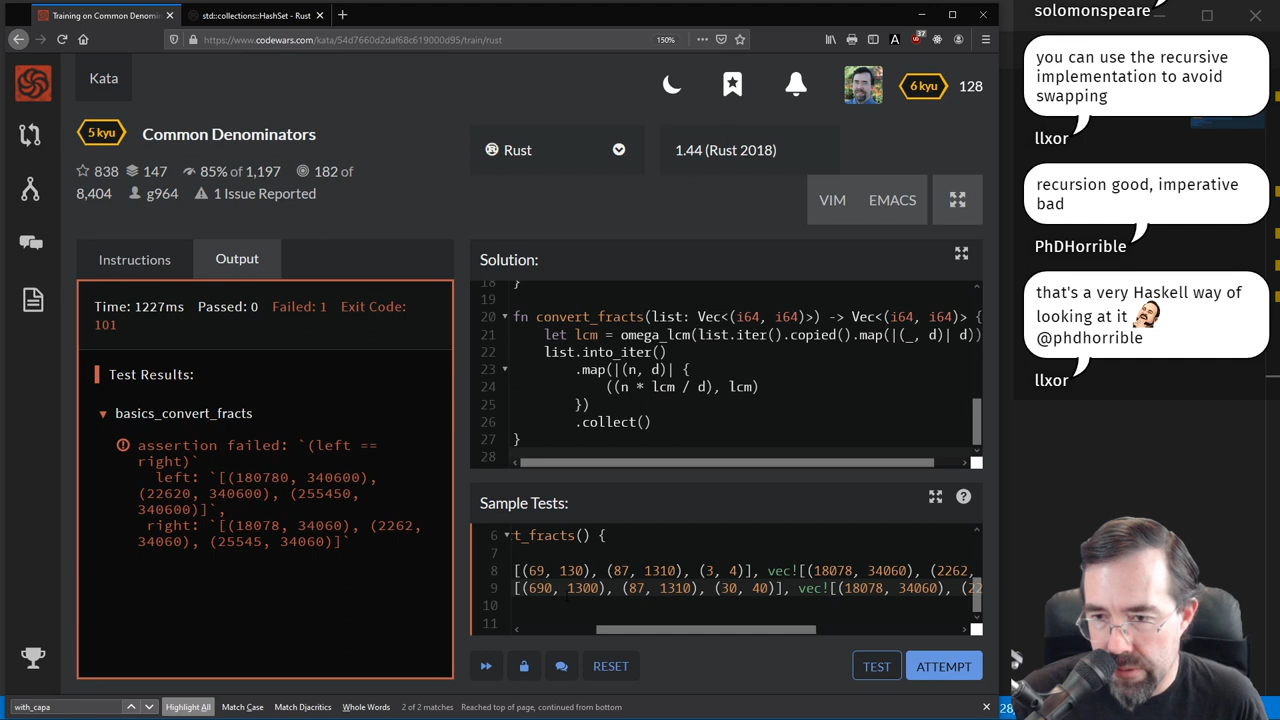 Training on Common Denomin
std::collections::HashSet - Rust
https://www.codewars.com/kata/54d7660d2daf68c619000d95/train/rust
150%
37
Kata
6 kyu
128
5 kyu
Common Denominators
838
147
85% of 1,197
182 of
8,404
g964
1 Issue Reported
Rust
1.44 (Rust 2018)
VIM
EMACS
Instructions
Output
Time: 1227ms
Passed: 0
Failed: 1
Exit Code:
101
Test Results:
basics_convert_fracts
assertion failed: `(left ==
right)`
left: `[(180780, 340600),
(22620, 340600), (255450,
340600)]`,
right: `[(18078, 34060), (2262,
34060), (25545, 34060)]`
Solution:
18 }
19
20 fn convert_fracts(list: Vec<(i64, i64)>) -> Vec<(i64, i64)> {
21 let lcm = omega_lcm(list.iter().copied().map(|(_, d)| d))
22 list.into_iter()
23 .map(|(n, d)| {
24 ((n * lcm / d), lcm)
25 })
26 .collect()
27 }
28
Sample Tests:
6 t_fracts() {
7
8 [(69, 130), (87, 1310), (3, 4)], vec![(18078, 34060), (2262,
9 [(690, 1300), (87, 1310), (30, 40)], vec![(18078, 34060), (22
10
11
RESET
TEST
ATTEMPT
with_capa
Highlight All
Match Case
Match Diacritics
Whole Words
2 of 2 matches
Reached top of page, continued from bottom
28,
solomonspeare
you can use the recursive
implementation to avoid
swapping
llxor
recursion good, imperative
bad
PhDHorrible
that's a very Haskell way of
looking at it
@phdhorrible
llxor